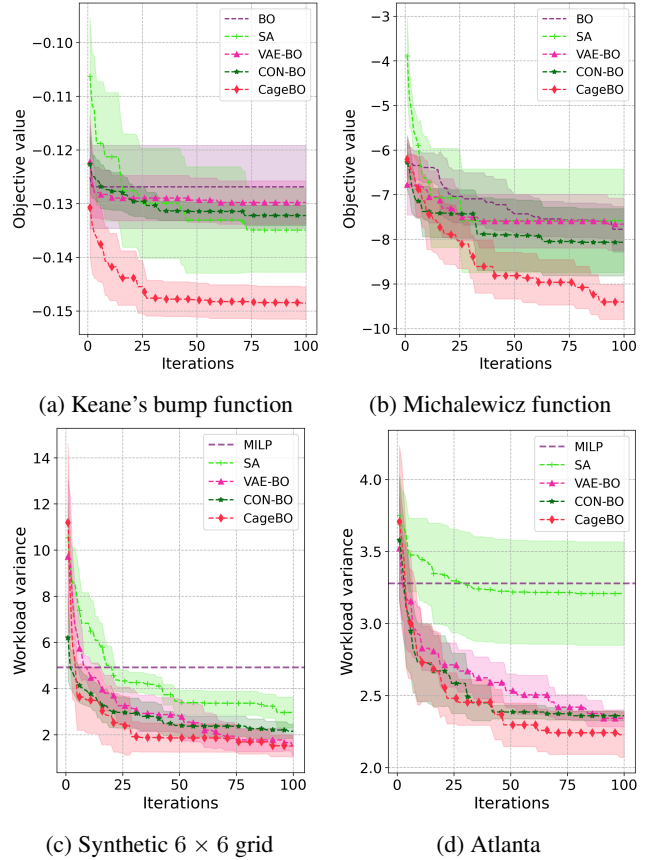 BO
SA
VAE-BO
CON-BO
CageBO
−0.10
−0.11
−0.12
−0.13
−0.14
−0.15
Objective value
0 25 50 75 100
Iterations
(a) Keane's bump function
BO
SA
VAE-BO
CON-BO
CageBO
−3
−4
−5
−6
−7
−8
−9
−10
Objective value
0 25 50 75 100
Iterations
(b) Michalewicz function
MILP
SA
VAE-BO
CON-BO
CageBO
14
12
10
8
6
4
2
Workload variance
0 25 50 75 100
Iterations
(c) Synthetic 6 × 6 grid
MILP
SA
VAE-BO
CON-BO
CageBO
4.0
3.5
3.0
2.5
2.0
Workload variance
0 25 50 75 100
Iterations
(d) Atlanta